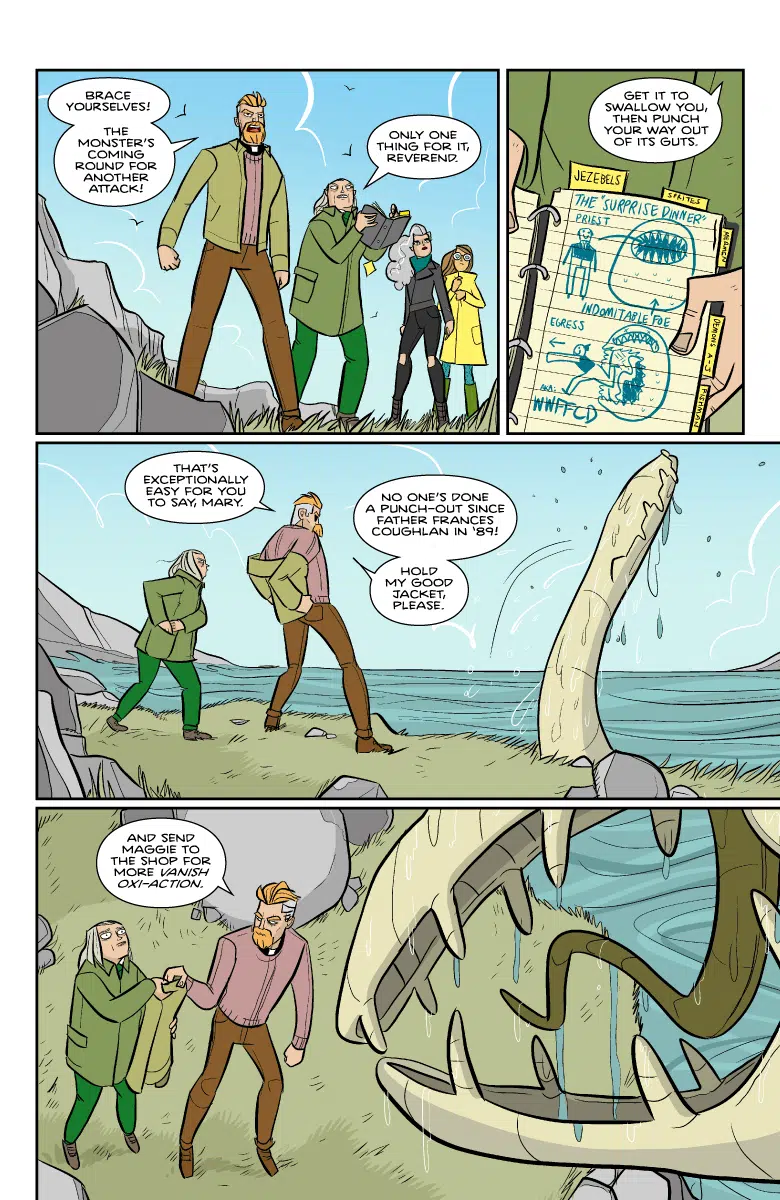 BRACE
YOURSELVES!
THE
MONSTER'S
COMING
ROUND FOR
ANOTHER
ATTACK!
ONLY ONE
THING FOR IT,
REVEREND.
GET IT TO
SWALLOW YOU,
THEN PUNCH
YOUR WAY OUT
OF ITS GUTS.
JEZEBELS
SPRITES
THE "SURPRISE DINNER"
PRIEST
INDOMITABLE FOE
EGRESS
AKA:
WWFFCD
DEMONS A-J
THAT'S
EXCEPTIONALLY
EASY FOR YOU
TO SAY, MARY.
NO ONE'S DONE
A PUNCH-OUT SINCE
FATHER FRANCES
COUGHLAN IN '89!
HOLD
MY GOOD
JACKET,
PLEASE.
AND SEND
MAGGIE TO
THE SHOP FOR
MORE VANISH
OXI-ACTION.